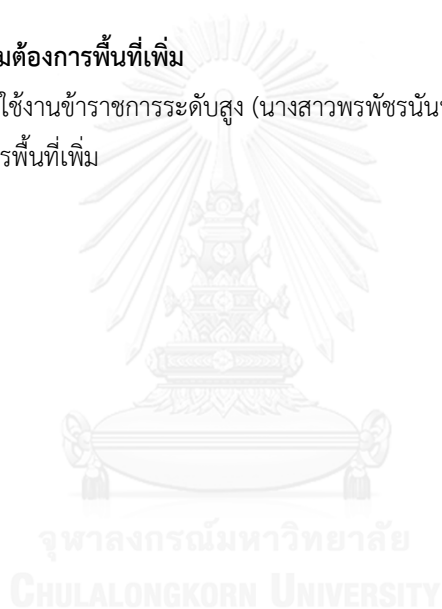 มต้องการพื้นที่เพิ่ม
ใช้งานข้าราชการระดับสูง (นางสาวพรพัชรนัน
รพื้นที่เพิ่ม
จุฬาลงกรณ์มหาวิทยาลัย
CHULALONGKORN UNIVERSITY